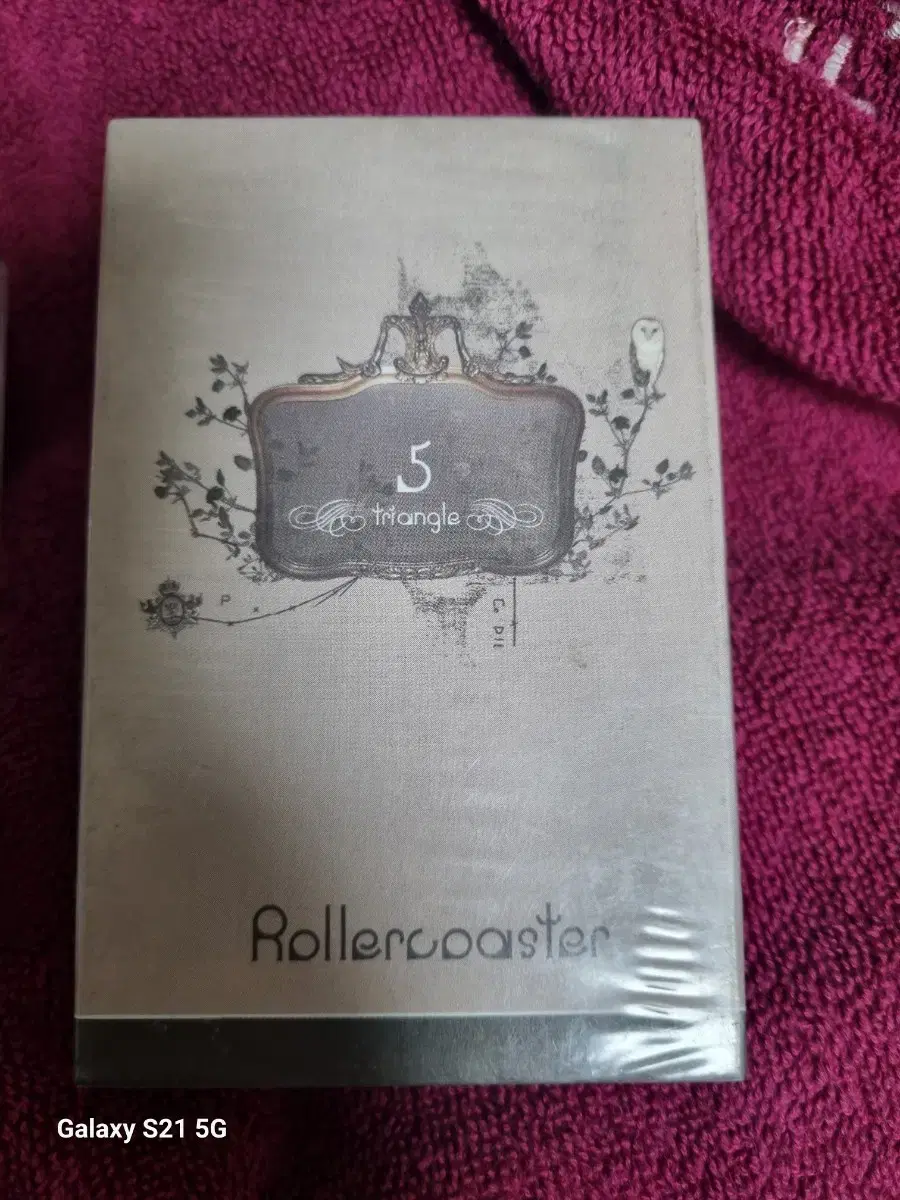 5
triangle
P x
Rollercoaster
Galaxy S21 5G